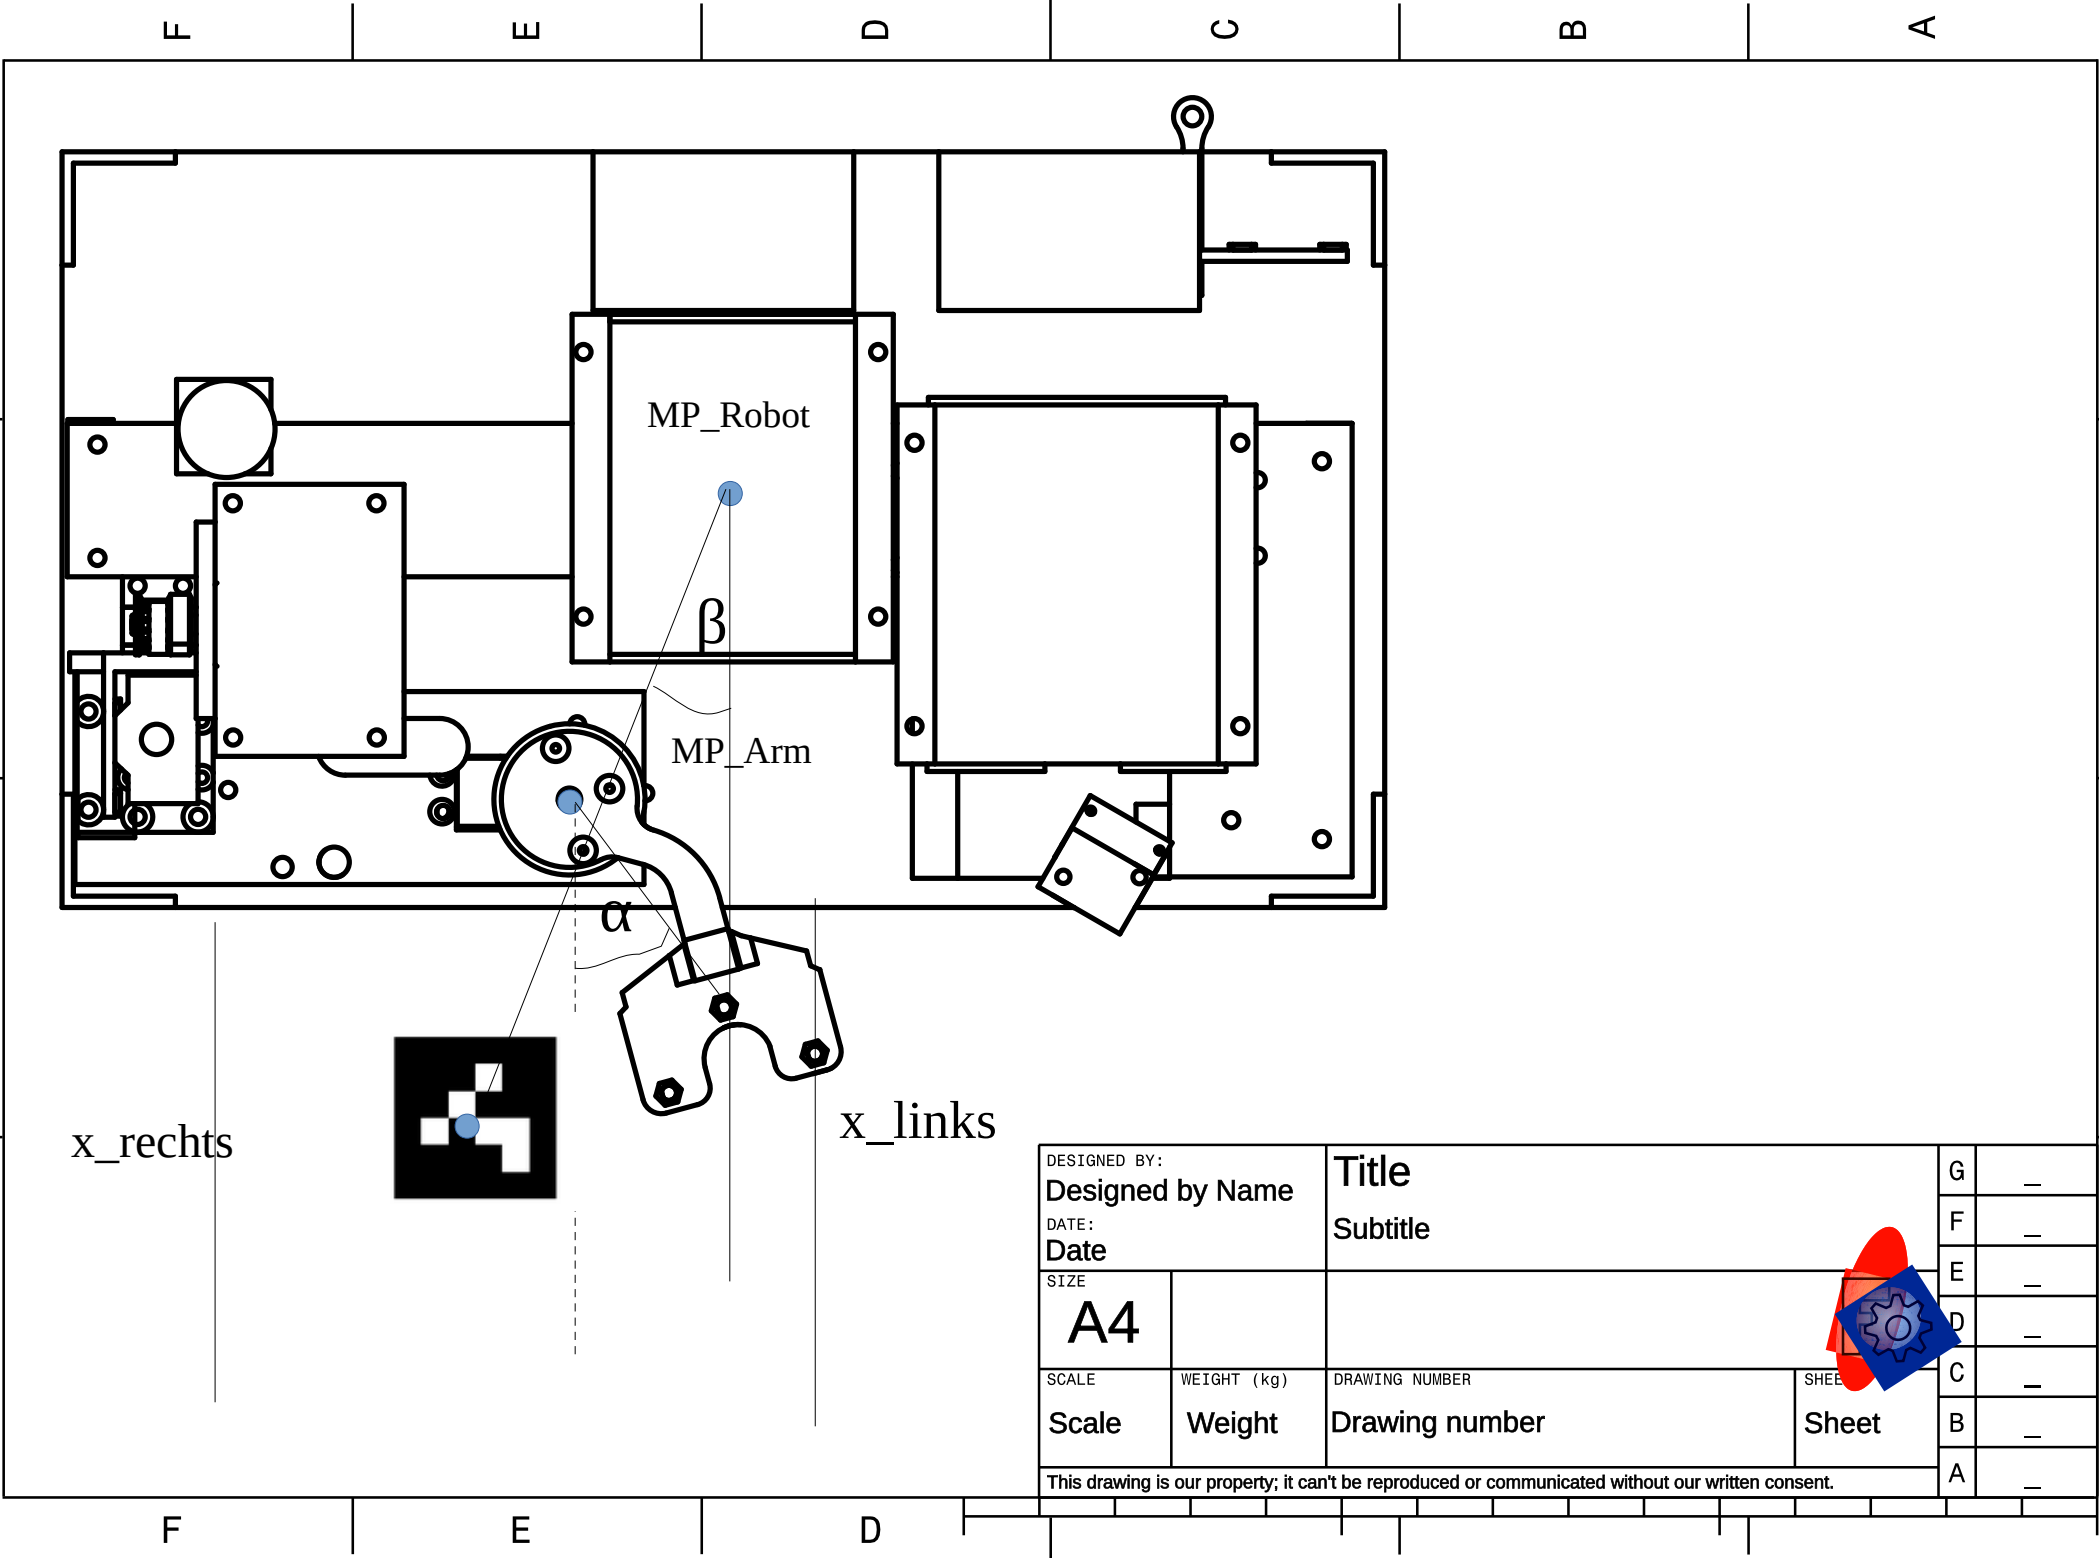 F E D C B A
MP_Robot
β
MP_Arm
α
x_rechts
x_links
DESIGNED BY:
Designed by Name
DATE:
Date
Title
Subtitle
SIZE
A4
SCALE
Scale
WEIGHT (kg)
Weight
DRAWING NUMBER
Drawing number
SHEE
Sheet
G _
F _
E _
D _
C _
B _
A _
This drawing is our property; it can't be reproduced or communicated without our written consent.
F E D